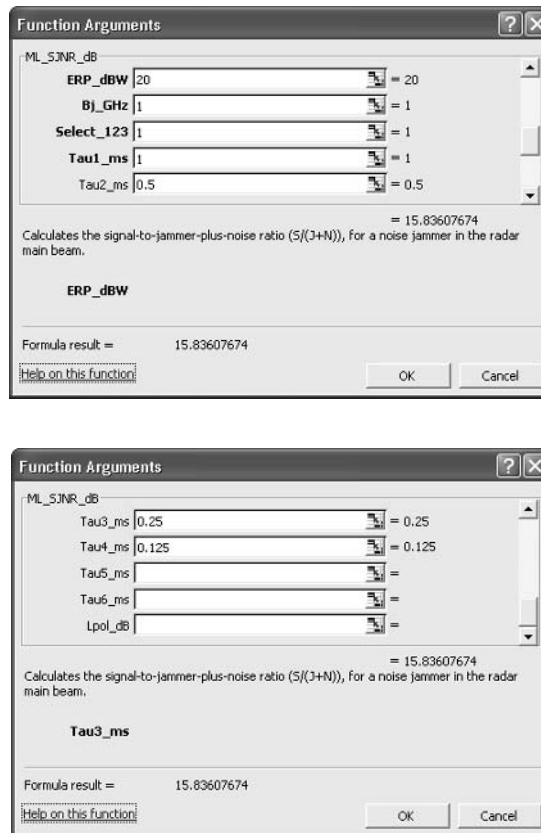 Function Arguments
ML_SJNR_dB
ERP_dBW 20 = 20
Bj_GHz 1 = 1
Select_123 1 = 1
Tau1_ms 1 = 1
Tau2_ms 0.5 = 0.5
= 15.83607674
Calculates the signal-to-jammer-plus-noise ratio (S/(J+N)), for a noise jammer in the radar
main beam.
ERP_dBW
Formula result = 15.83607674
Help on this function OK Cancel
Function Arguments
ML_SJNR_dB
Tau3_ms 0.25 = 0.25
Tau4_ms 0.125 = 0.125
Tau5_ms =
Tau6_ms =
Lpol_dB =
= 15.83607674
Calculates the signal-to-jammer-plus-noise ratio (S/(J+N)), for a noise jammer in the radar
main beam.
Tau3_ms
Formula result = 15.83607674
Help on this function OK Cancel